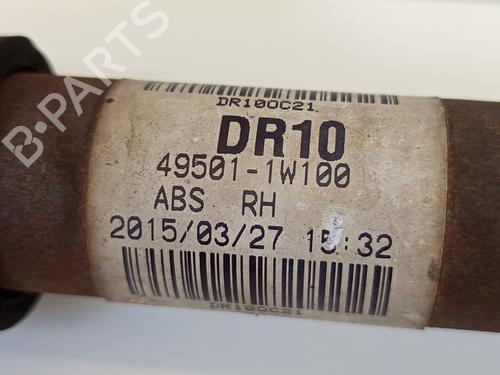 DR100C21
DR10
49501-1W100
ABS RH
2015/03/27 15:32
DR100C21
B-PARTS